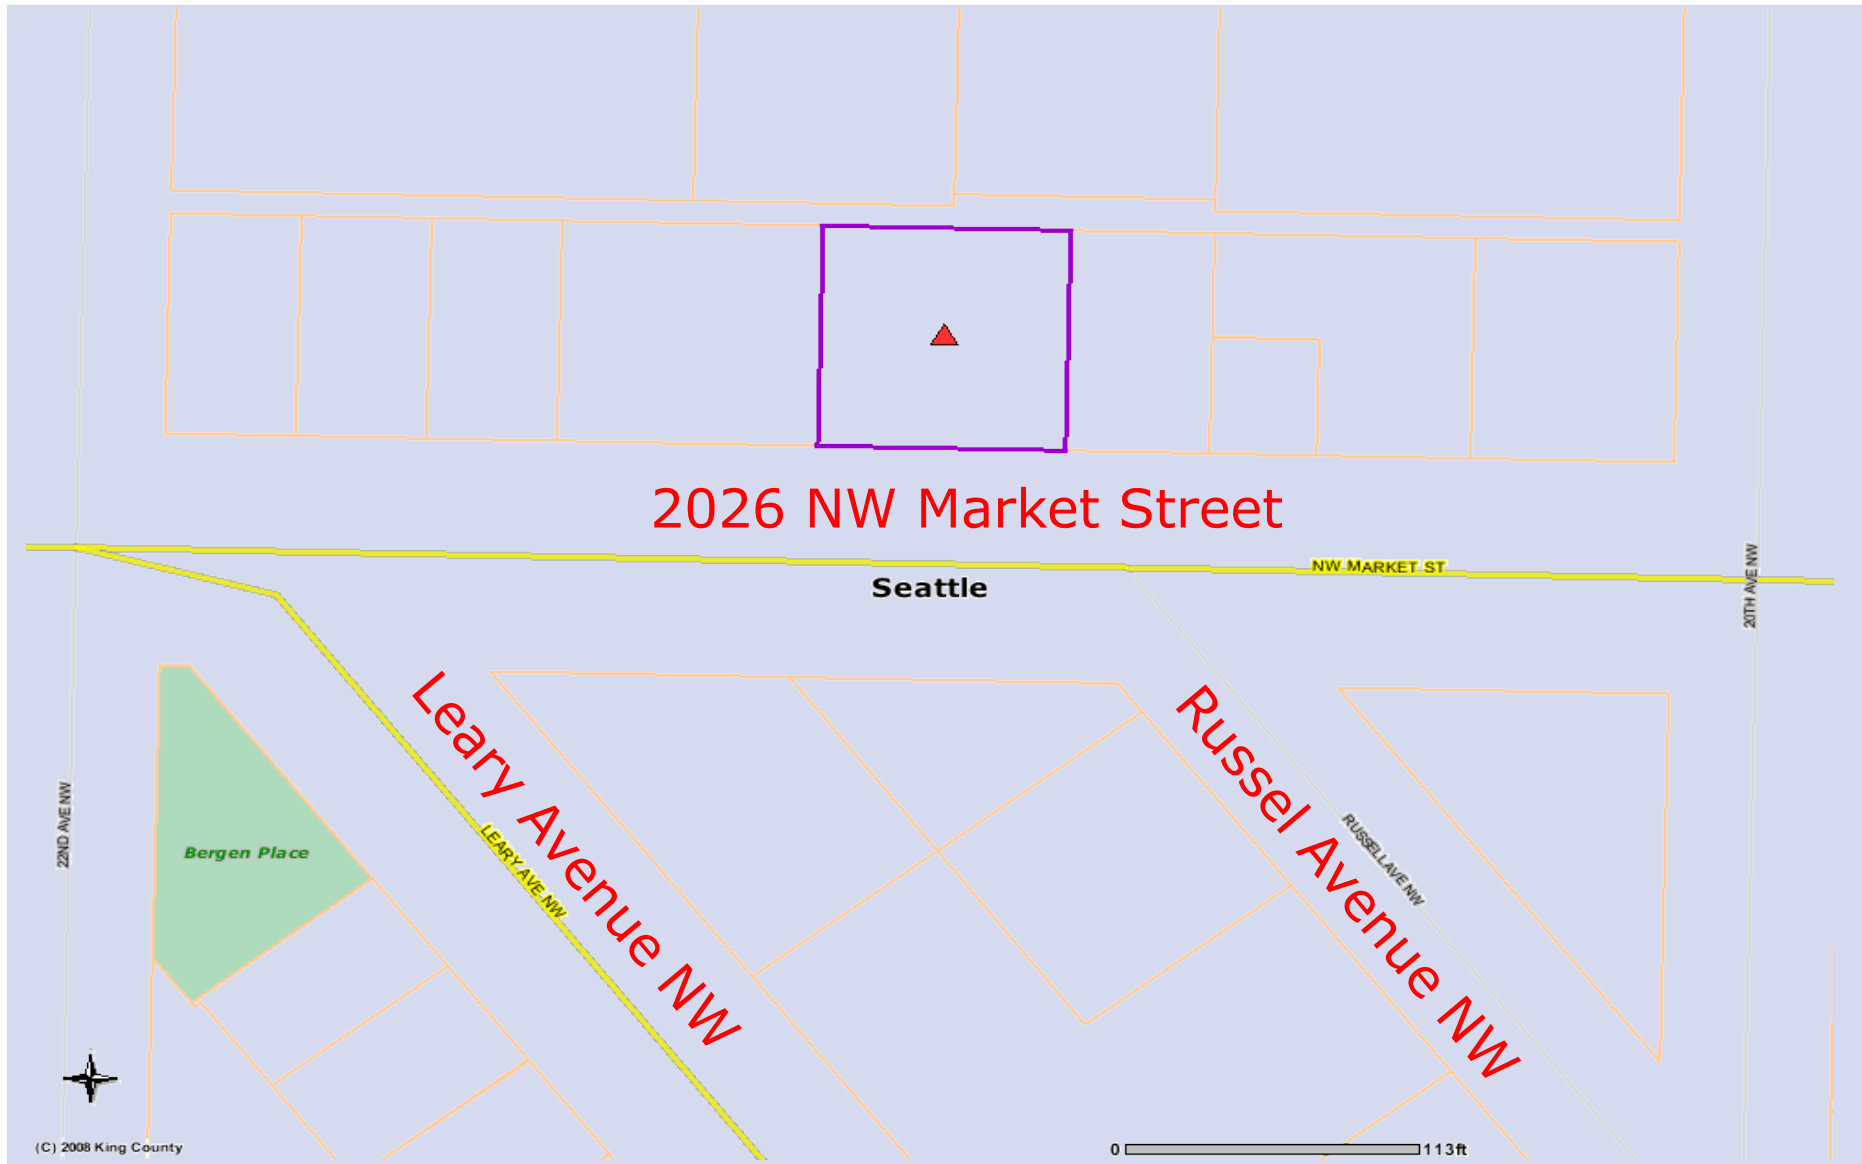 2026 NW Market Street
NW MARKET ST
Seattle
20TH AVE NW
Leary Avenue NW
Russel Avenue NW
22ND AVE NW
Bergen Place
LEARY AVE NW
RUSSELL AVE NW
(C) 2008 King County
0 113ft